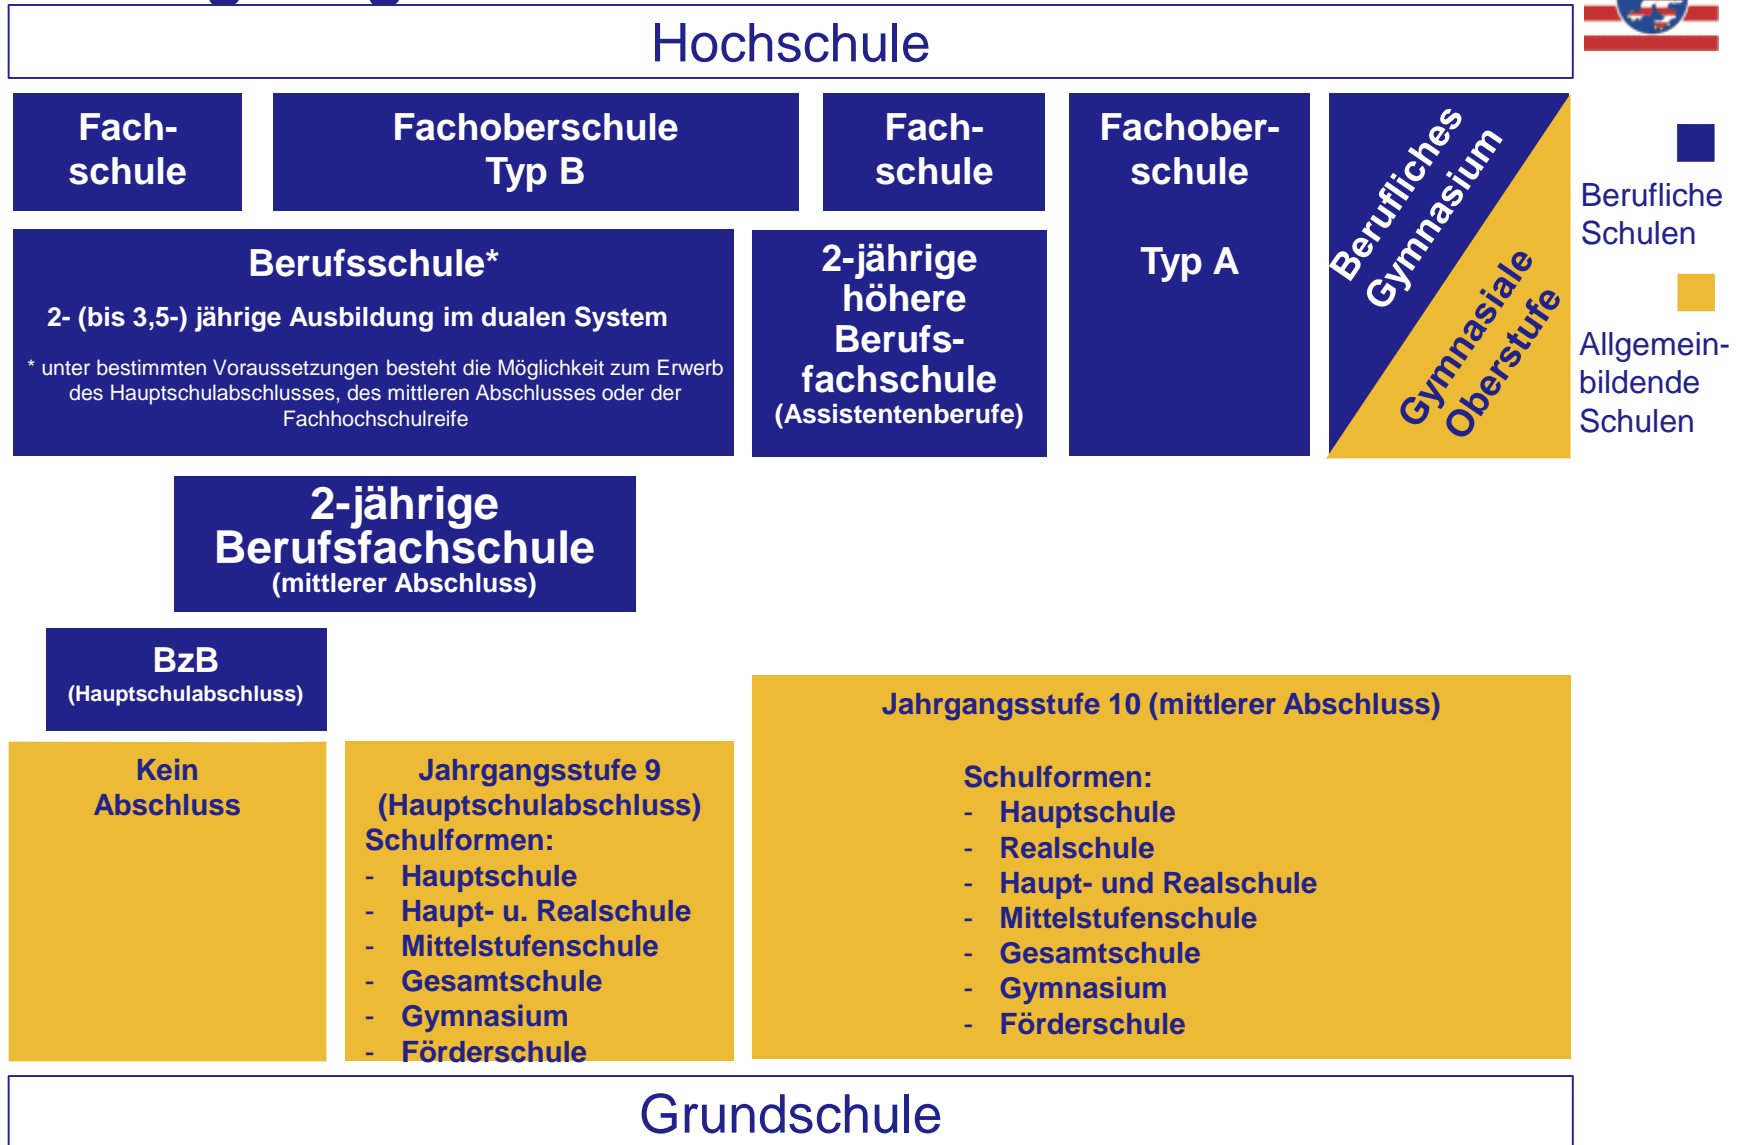 Hochschule
Fach-
schule
Fachoberschule
Typ B
Fach-
schule
Fachober-
schule
Typ A
Berufliches
Gymnasium
Gymnasiale
Oberstufe
Berufliche
Schulen
Allgemein-
bildende
Schulen
Berufsschule*
2- (bis 3,5-) jährige Ausbildung im dualen System
* unter bestimmten Voraussetzungen besteht die Möglichkeit zum Erwerb
des Hauptschulabschlusses, des mittleren Abschlusses oder der
Fachhochschulreife
2-jährige
höhere
Berufs-
fachschule
(Assistentenberufe)
2-jährige
Berufsfachschule
(mittlerer Abschluss)
BzB
(Hauptschulabschluss)
Kein
Abschluss
Jahrgangsstufe 9
(Hauptschulabschluss)
Schulformen:
- Hauptschule
- Haupt- u. Realschule
- Mittelstufenschule
- Gesamtschule
- Gymnasium
- Förderschule
Jahrgangsstufe 10 (mittlerer Abschluss)
Schulformen:
- Hauptschule
- Realschule
- Haupt- und Realschule
- Mittelstufenschule
- Gesamtschule
- Gymnasium
- Förderschule
Grundschule